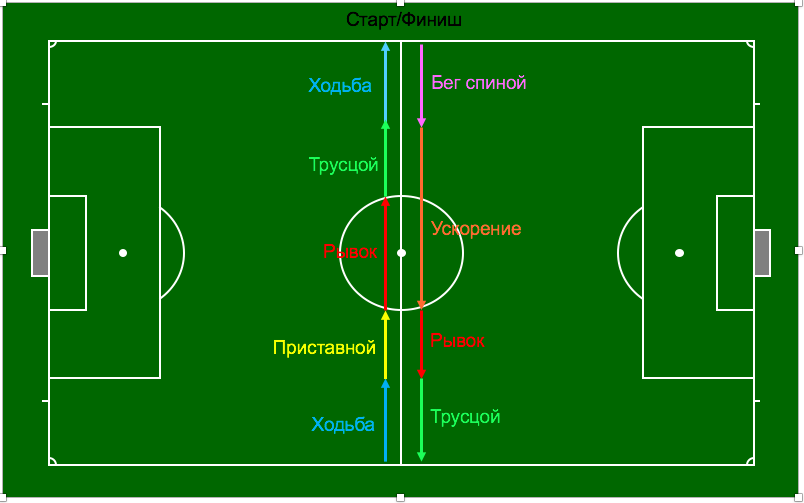 Старт/Финиш
Ходьба
Бег спиной
Трусцой
Ускорение
Рывок
Приставной
Рывок
Ходьба
Трусцой